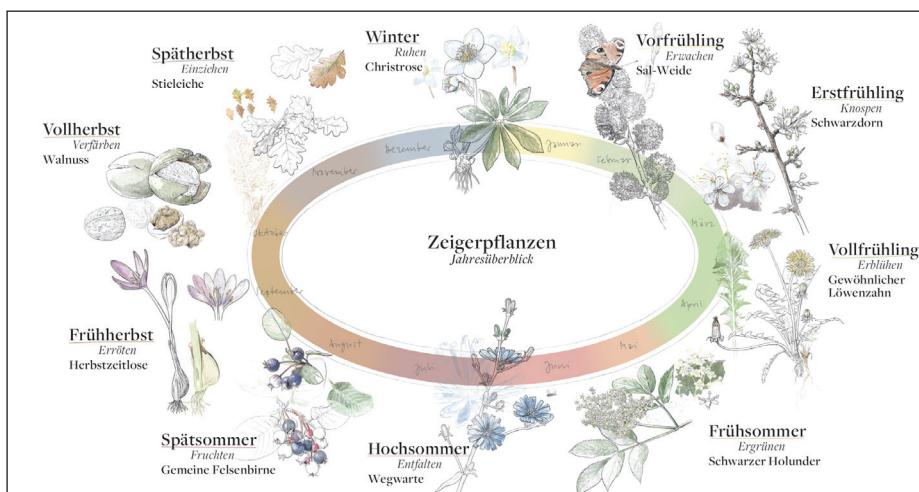 Winter
Ruhen
Christrose
Vorfrühling
Erwachen
Sal-Weide
Erstfrühling
Knospen
Schwarzdorn
Vollfrühling
Erblühen
Gewöhnlicher
Löwenzahn
Frühsommer
Ergrünen
Schwarzer Holunder
Hochsommer
Entfalten
Wegwarte
Spätsommer
Fruchten
Gemeine Felsenbirne
Frühherbst
Erröten
Herbstzeitlose
Vollherbst
Verfärben
Walnuss
Spätherbst
Einziehen
Stieleiche
Zeigerpflanzen
Jahresüberblick
Januar
Februar
März
April
Mai
Juni
Juli
August
September
Oktober
November
Dezember